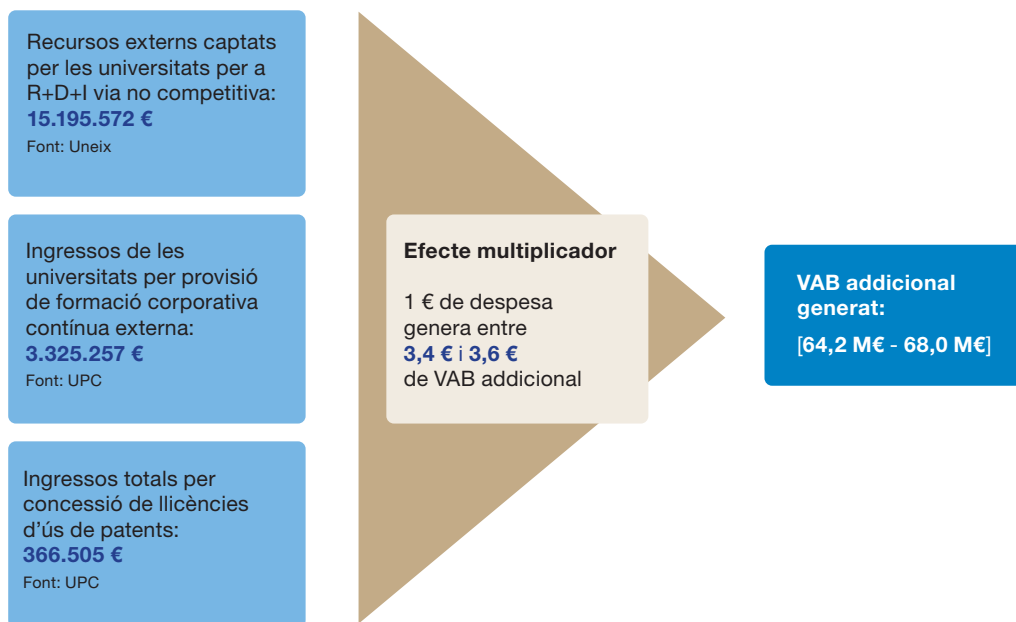 Recursos externs captats
per les universitats per a
R+D+I via no competitiva:
15.195.572 €
Font: Uneix
Ingressos de les
universitats per provisió
de formació corporativa
contínua externa:
3.325.257 €
Font: UPC
Ingressos totals per
concessió de llicències
d’ús de patents:
366.505 €
Font: UPC
Efecte multiplicador
1 € de despesa
genera entre
3,4 € i 3,6 €
de VAB addicional
VAB addicional
generat:
[64,2 M€ - 68,0 M€]